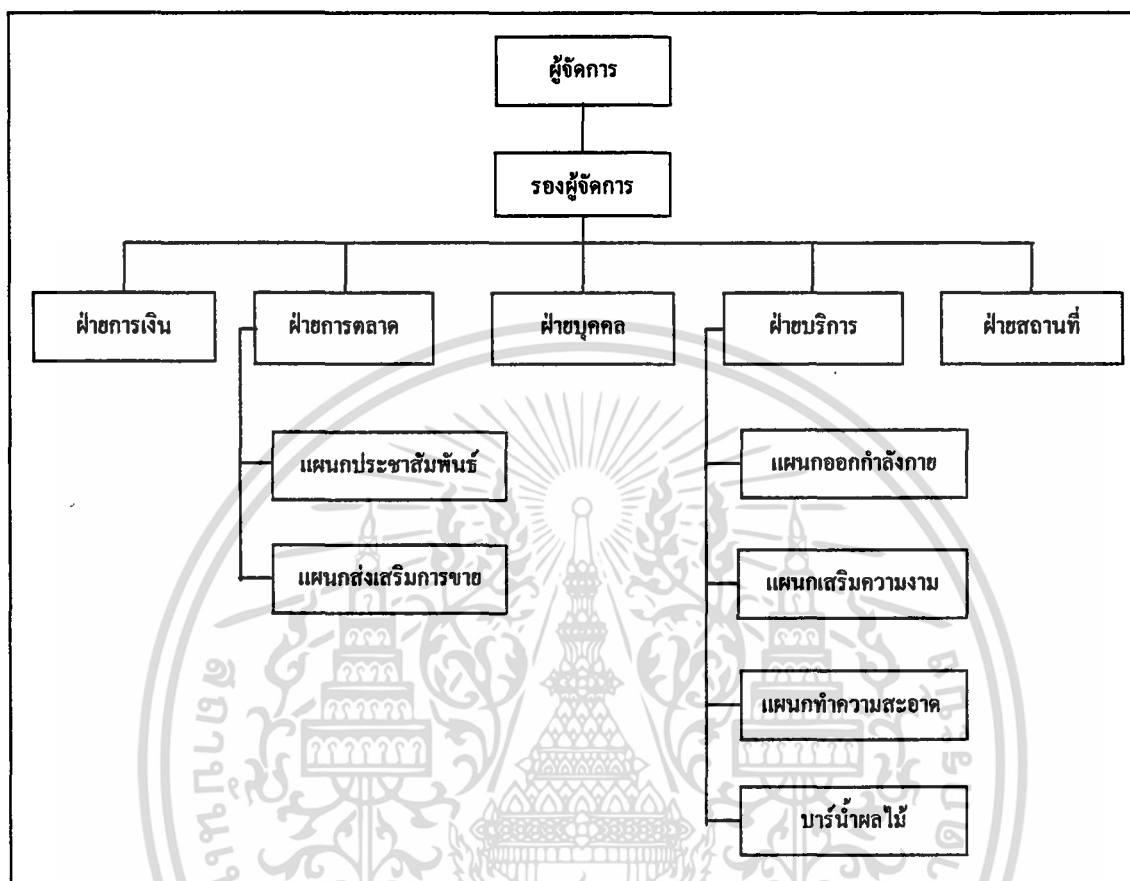 ผู้จัดการ
รองผู้จัดการ
ฝ่ายการเงิน
ฝ่ายการตลาด
ฝ่ายบุคคล
ฝ่ายบริการ
ฝ่ายสถานที่
แผนกประชาสัมพันธ์
แผนกส่งเสริมการขาย
แผนกออกกำลังกาย
แผนกเสริมความงาม
แผนกทำความสะอาด
บาร์น้ำผลไม้